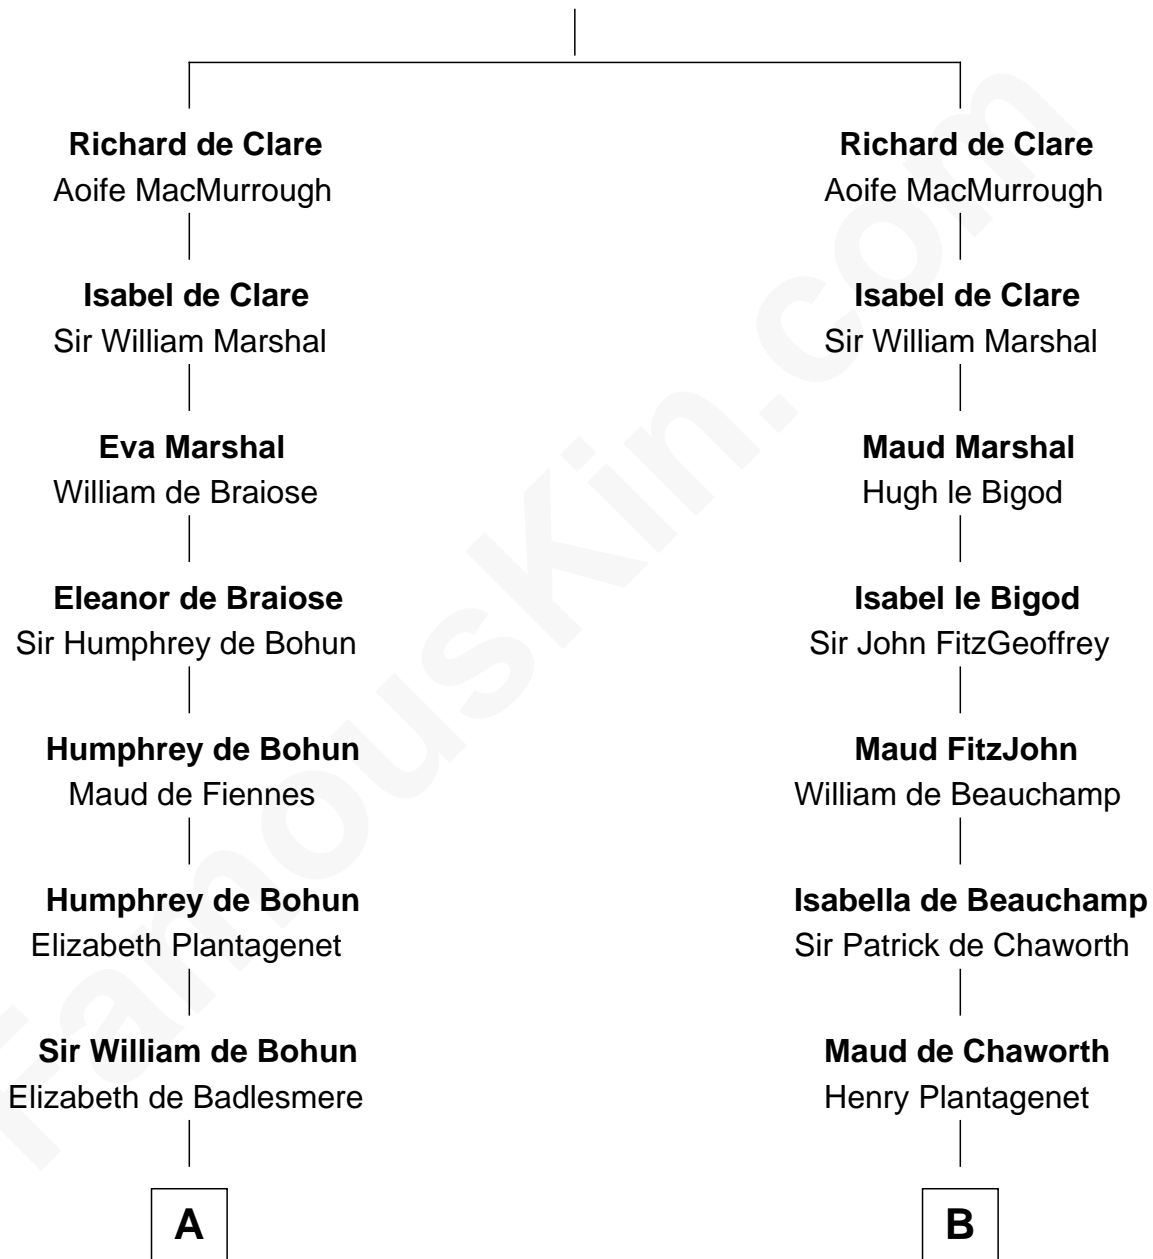 Richard de Clare
Aoife MacMurrough
Isabel de Clare
Sir William Marshal
Eva Marshal
William de Braiose
Eleanor de Braiose
Sir Humphrey de Bohun
Humphrey de Bohun
Maud de Fiennes
Humphrey de Bohun
Elizabeth Plantagenet
Sir William de Bohun
Elizabeth de Badlesmere
A
Richard de Clare
Aoife MacMurrough
Isabel de Clare
Sir William Marshal
Maud Marshal
Hugh le Bigod
Isabel le Bigod
Sir John FitzGeoffrey
Maud FitzJohn
William de Beauchamp
Isabella de Beauchamp
Sir Patrick de Chaworth
Maud de Chaworth
Henry Plantagenet
B
FamousKin.com